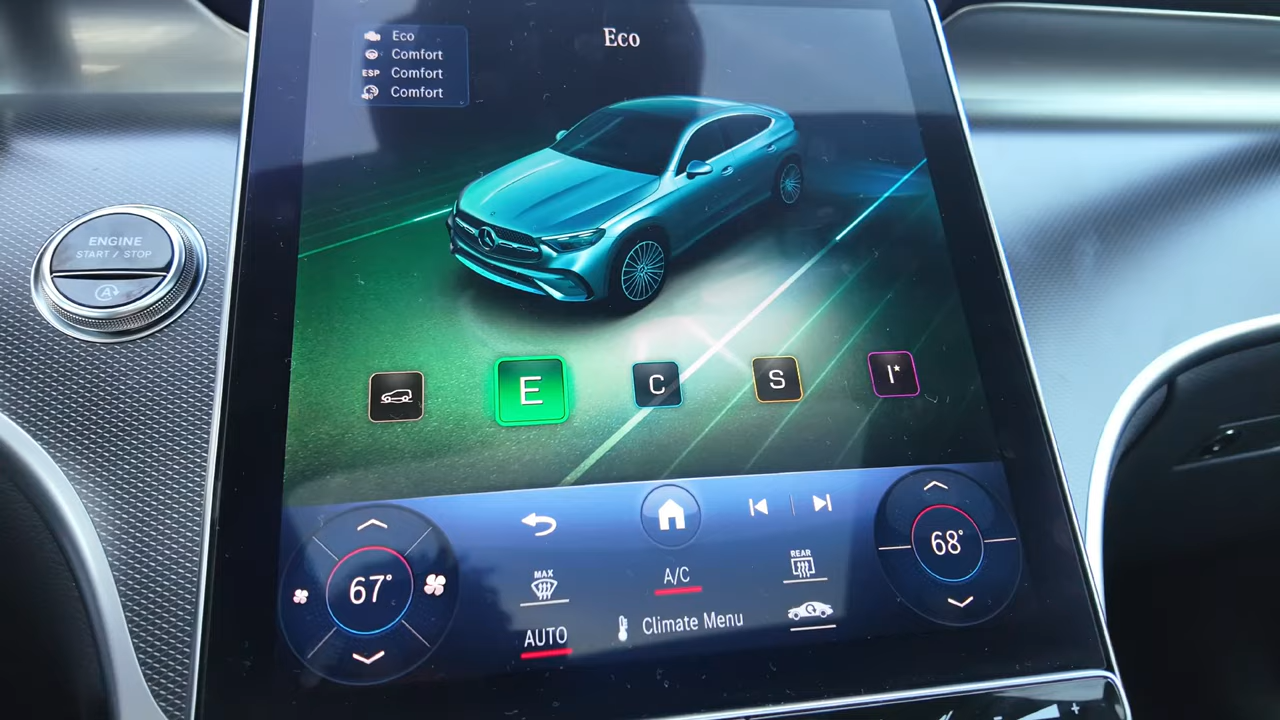 Eco
Eco
Comfort
ESP Comfort
Comfort
ENGINE
START / STOP
A
E
C
S
I*
67°
68°
MAX
A/C
REAR
AUTO
Climate Menu
- +